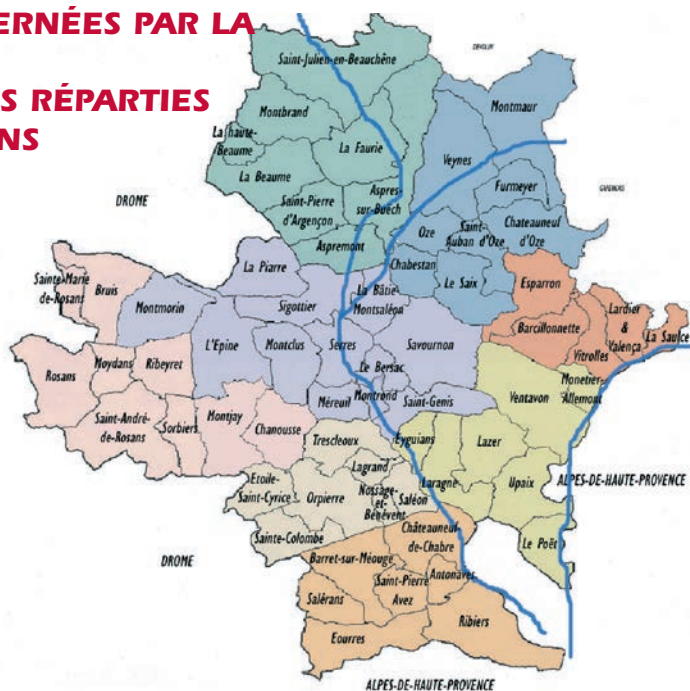 ERNÉES PAR LA
S RÉPARTIES
NS
DÉVOLUY
Saint-Julien-en-Beauchêne
Montmaur
Montbrand
La haute-
Beaume
La Faurie
Veynes
La Beaume
Furmeyer
Aspres-
sur-Buëch
DROME
Saint-Pierre
d'Argençon
Oze
Saint-
Auban d'Oze
Chateauneuf
d'Oze
Aspremont
La Piarre
Chabestan
Sainte-Marie
de-Rosans
Bruis
Le Saix
Esparron
La Bâtie-
Montsaléon
Montmorin
Sigottier
Lardier
&
Valença
La Saulce
Barcillonnette
L'Epine
Montclus
Serres
Savournon
Vitrolles
Rosans
Moydans
Ribeyret
Le Bersac
Monetier-
Allemont
Ventavon
Méreuil
Montrond
Saint-Genis
Saint-André-
de-Rosans
Sorbiers
Montjay
Chanousse
Trescleoux
Eyguians
Lazer
Lagrand
Etoile-
Saint-Cyrice
Orpierre
Nossage-
et-
Bénévent
Saléon
Laragne
Upaix
ALPES-DE-HAUTE-PROVENCE
Sainte-Colombe
Châteauneuf-
de-Chabre
Le Poët
DROME
Barret-sur-Méouge
Saint-Pierre
Avez
Antonaves
Salérans
Ribiers
Eourres
ALPES-DE-HAUTE-PROVENCE